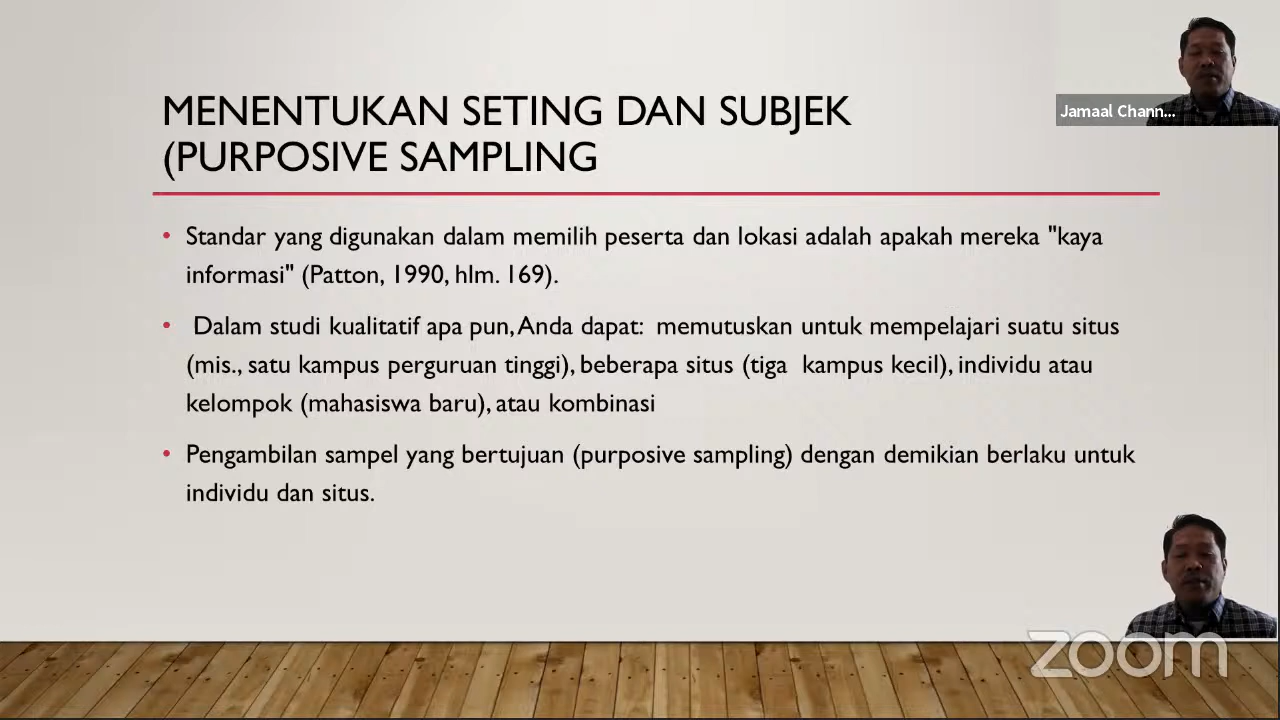 MENENTUKAN SETING DAN SUBJEK
(PURPOSIVE SAMPLING
Jamaal Chann...
• Standar yang digunakan dalam memilih peserta dan lokasi adalah apakah mereka "kaya
informasi" (Patton, 1990, hlm. 169).
• Dalam studi kualitatif apa pun, Anda dapat: memutuskan untuk mempelajari suatu situs
(mis., satu kampus perguruan tinggi), beberapa situs (tiga kampus kecil), individu atau
kelompok (mahasiswa baru), atau kombinasi
• Pengambilan sampel yang bertujuan (purposive sampling) dengan demikian berlaku untuk
individu dan situs.
zoom